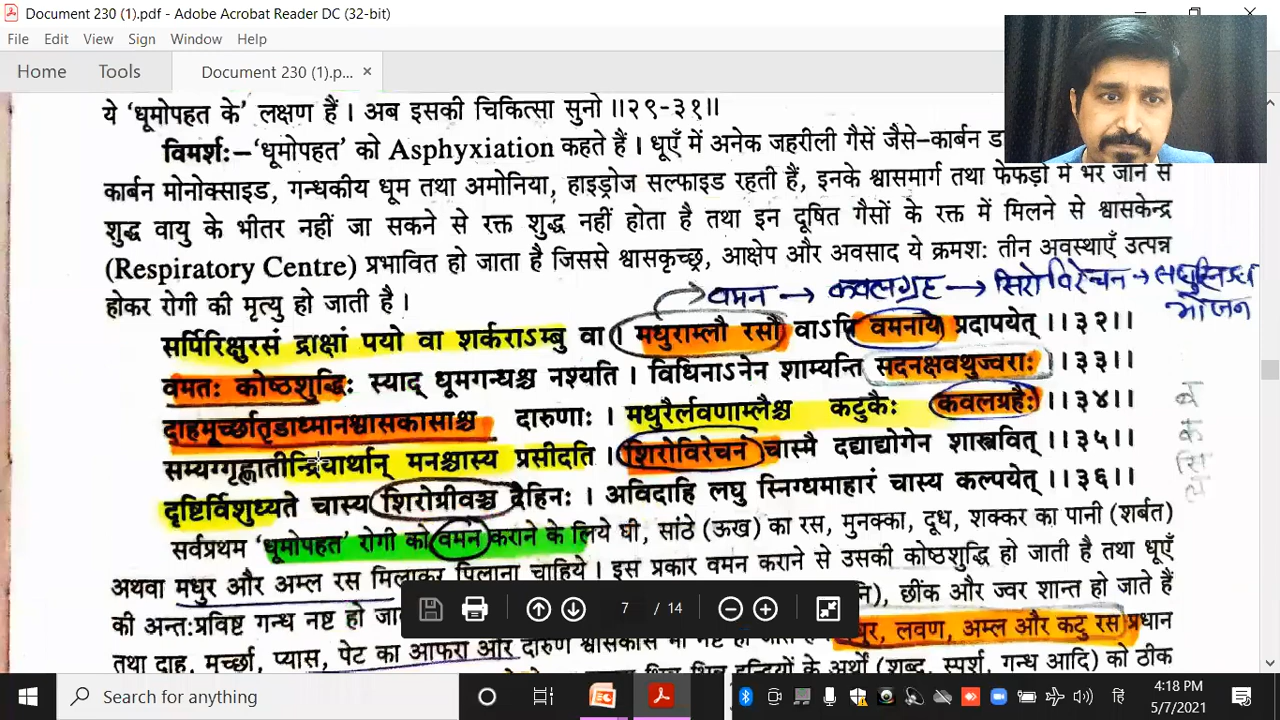 Document 230 (1).pdf - Adobe Acrobat Reader DC (32-bit)
File Edit View Sign Window Help
Home Tools Document 230 (1).p... ×
ये 'धूमोपहत के' लक्षण हैं । अब इसकी चिकित्सा सुनो ॥२९-३१॥
विमर्श:–'धूमोपहत' को Asphyxiation कहते हैं । धूएँ में अनेक जहरीली गैसें जैसे–कार्बन
कार्बन मोनोक्साइड, गन्धकीय धूम तथा अमोनिया, हाइड्रोज सल्फाइड रहती हैं, इनके श्वासमार्ग तथा फेफड़ो में भर जाने से
शुद्ध वायु के भीतर नहीं जा सकने से रक्त शुद्ध नहीं होता है तथा इन दूषित गैसों के रक्त में मिलने से श्वासकेन्द्र
(Respiratory Centre) प्रभावित हो जाता है जिससे श्वासकृच्छ्र, आक्षेप और अवसाद ये क्रमश: तीन अवस्थाएँ उत्पन्न
होकर रोगी की मृत्यु हो जाती है ।
वमन → कवलग्रह → सिरोविरेचन → लघुस्निग्ध
भोजन
सर्पिरिक्षुरसं द्राक्षां पयो वा शर्कराऽम्बु वा । मधुराम्लौ रसौ वाऽपि वमनाय प्रदापयेत् ॥३२॥
वमतः कोष्ठशुद्धिः स्याद् धूमगन्धश्च नश्यति । विधिनाऽनेन शाम्यन्ति सदनक्षवथुज्वराः ॥३३॥
दाहमूर्च्छातृडाध्मानश्वासकासाश्च दारुणाः । मधुरैर्लवणाम्लैश्च कटुकैः कवलग्रहैः ॥३४॥
सम्यग्गृह्णातीन्द्रियार्थान् मनश्चास्य प्रसीदति । शिरोविरेचनं चास्मै दद्याद्योगेन शास्त्रवित् ॥३५॥
दृष्टिर्विशुध्यते चास्य शिरोग्रीवञ्च देहिनः । अविदाहि लघु स्निग्धमाहारं चास्य कल्पयेत् ॥३६॥
व
क
सि
सर्वप्रथम 'धूमोपहत' रोगी को वमन कराने के लिये घी, सांठे (ऊख) का रस, मुनक्का, दूध, शक्कर का पानी (शर्बत)
अथवा मधुर और अम्ल रस मिलाकर पिलाना चाहिये । इस प्रकार वमन कराने से उसकी कोष्ठशुद्धि हो जाती है तथा धूएँ
की अन्त:प्रविष्ट गन्ध नष्ट हो छींक और ज्वर शान्त हो जाते हैं
तथा दाह, मूर्च्छा, प्यास, पेट का आफरा और दारुण श्वासकास भी नष्ट हो लवण, अम्ल और कटु रस प्रधान
के अर्थों (शब्द, स्पर्श, गन्ध आदि) को ठीक
7 / 14
Search for anything
हि
4:18 PM
5/7/2021